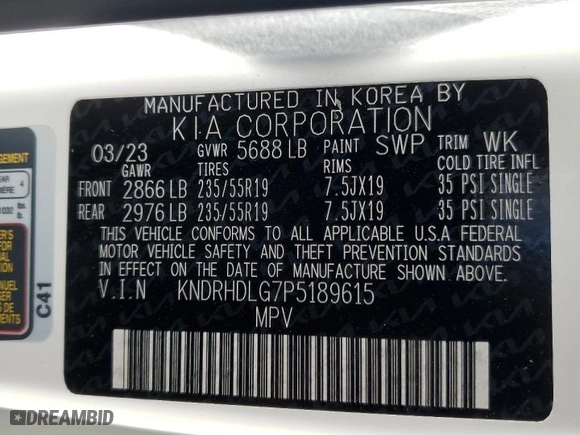 MANUFACTURED IN KOREA BY
KIA CORPORATION
03/23 GVWR 5688 LB PAINT SWP TRIM WK
GAWR TIRES RIMS COLD TIRE INFL
FRONT 2866 LB 235/55R19 7.5JX19 35 PSI SINGLE
REAR 2976 LB 235/55R19 7.5JX19 35 PSI SINGLE
THIS VEHICLE CONFORMS TO ALL APPLICABLE U.S.A FEDERAL
MOTOR VEHICLE SAFETY AND THEFT PREVENTION STANDARDS
IN EFFECT ON THE DATE OF MANUFACTURE SHOWN ABOVE.
V.I.N KNDRHDLG7P5189615
MPV
C41
DREAMBID